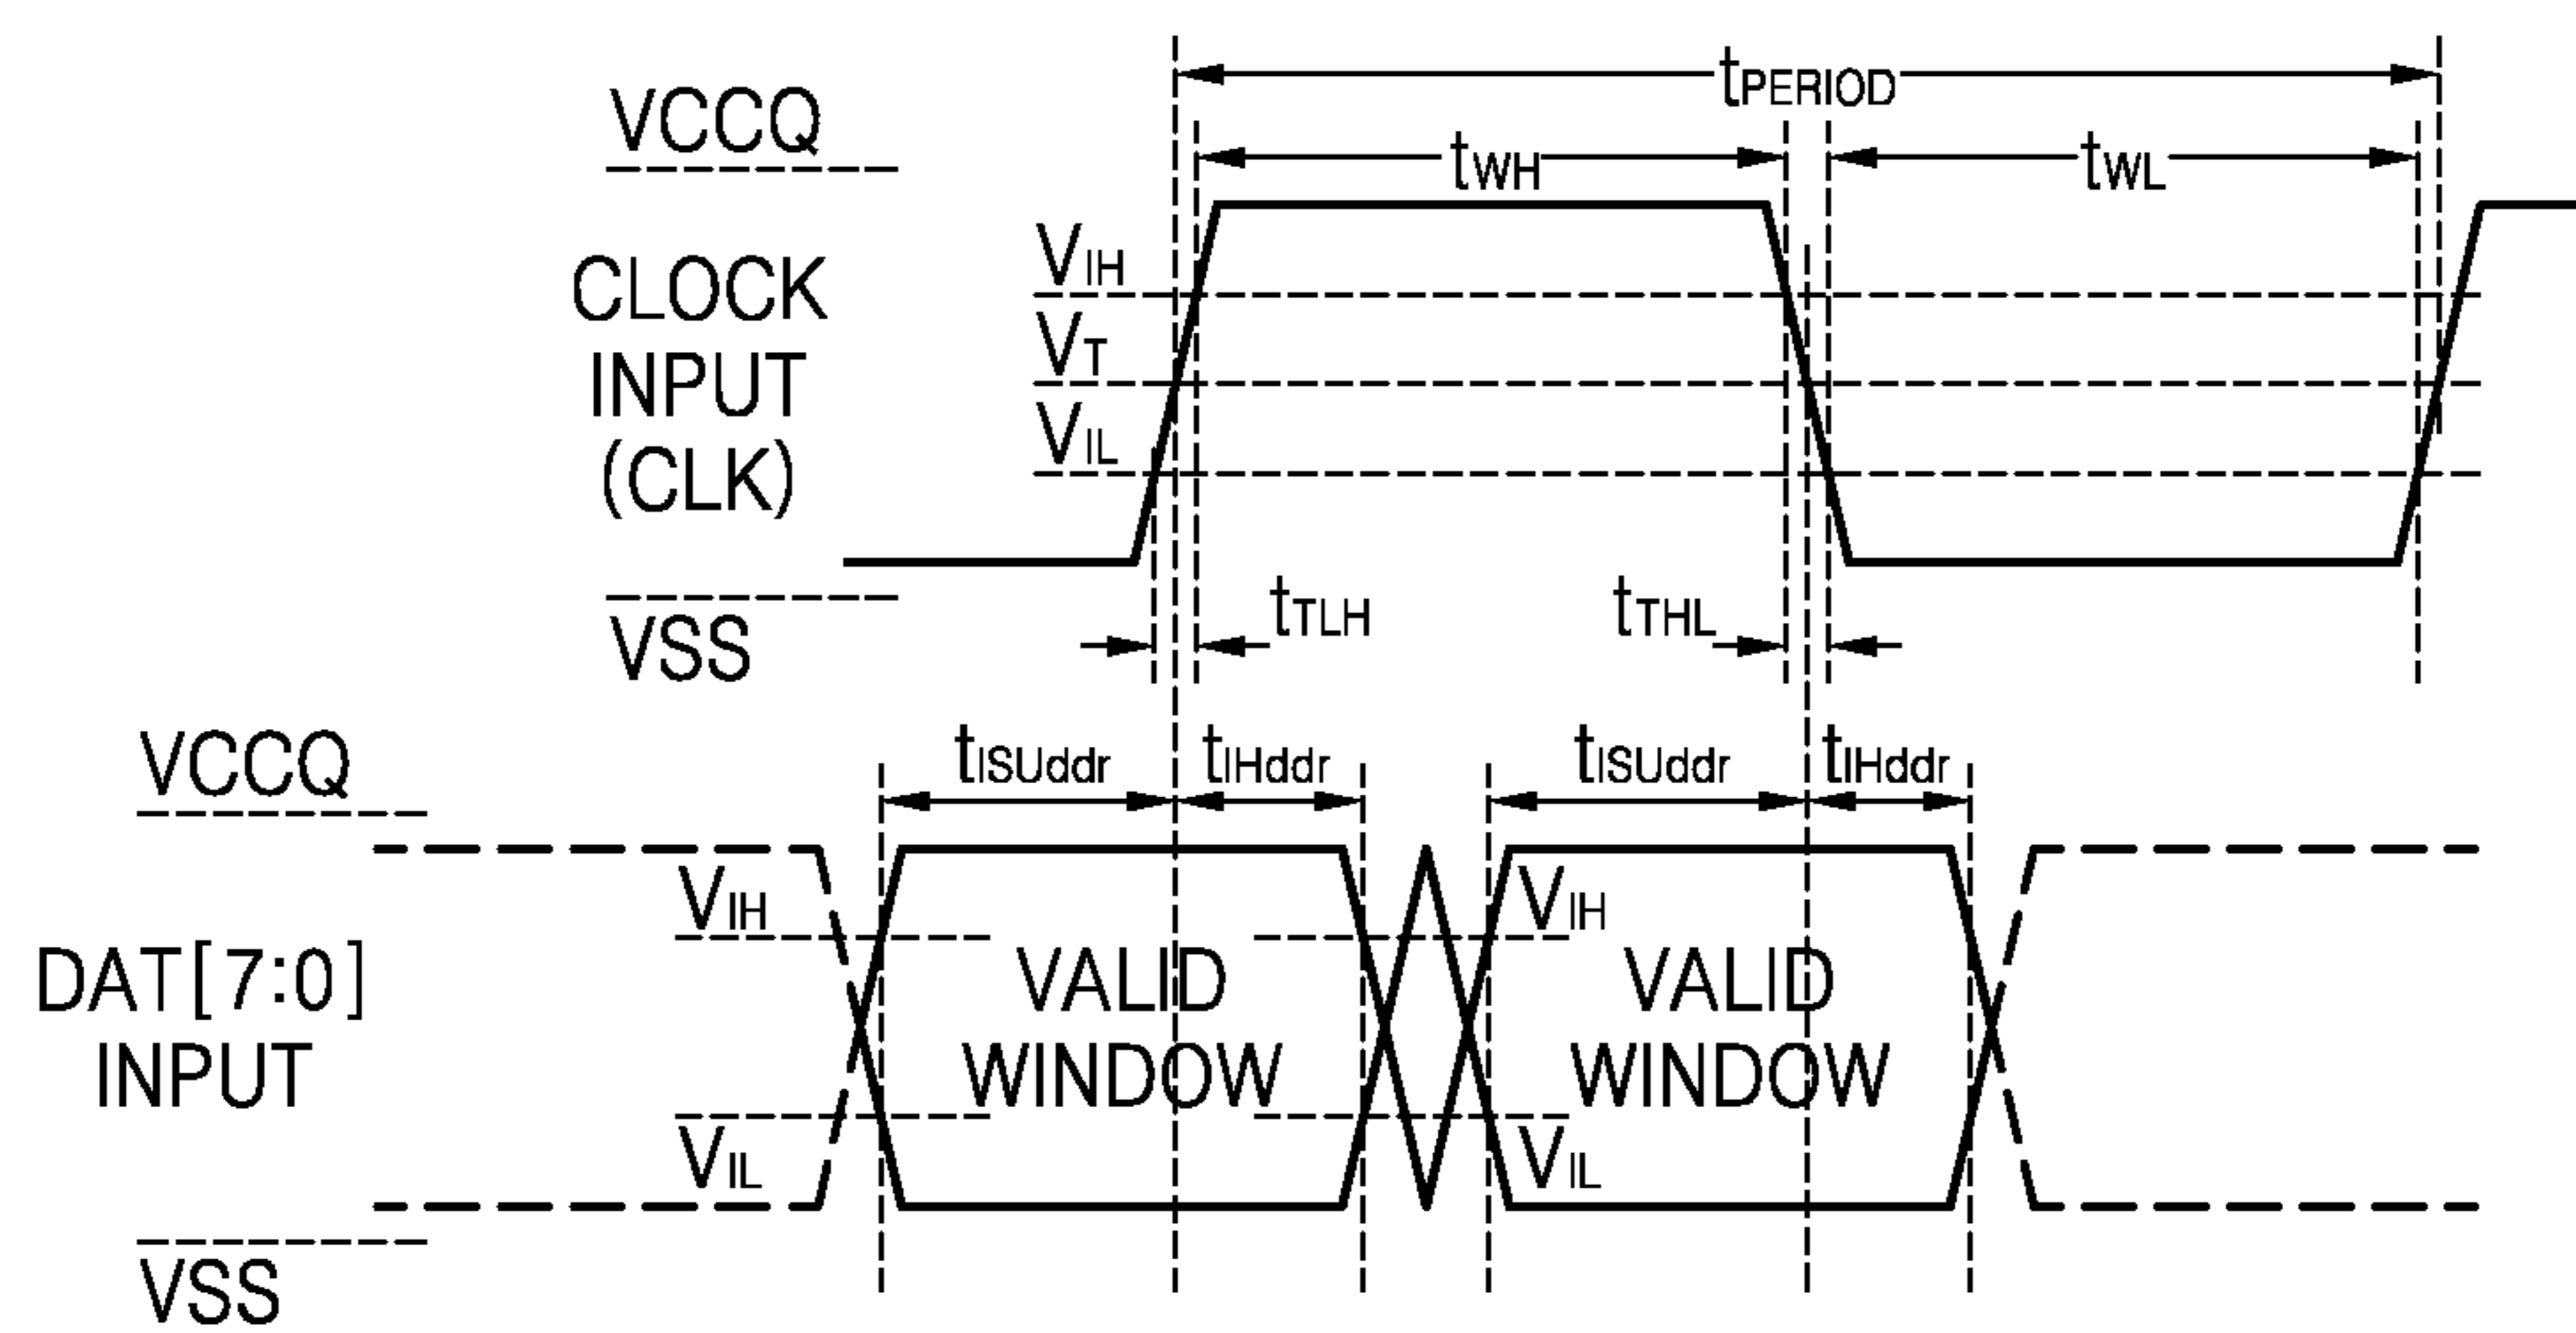 tPERIOD
VCCQ
tWH
tWL
VIH
CLOCK
INPUT
(CLK)
VT
VIL
tTLH
tTHL
VSS
tISUddr
tIHddr
tISUddr
tIHddr
VCCQ
VIH
VIH
DAT[7:0]
INPUT
VALID
WINDOW
VALID
WINDOW
VIL
VIL
VSS